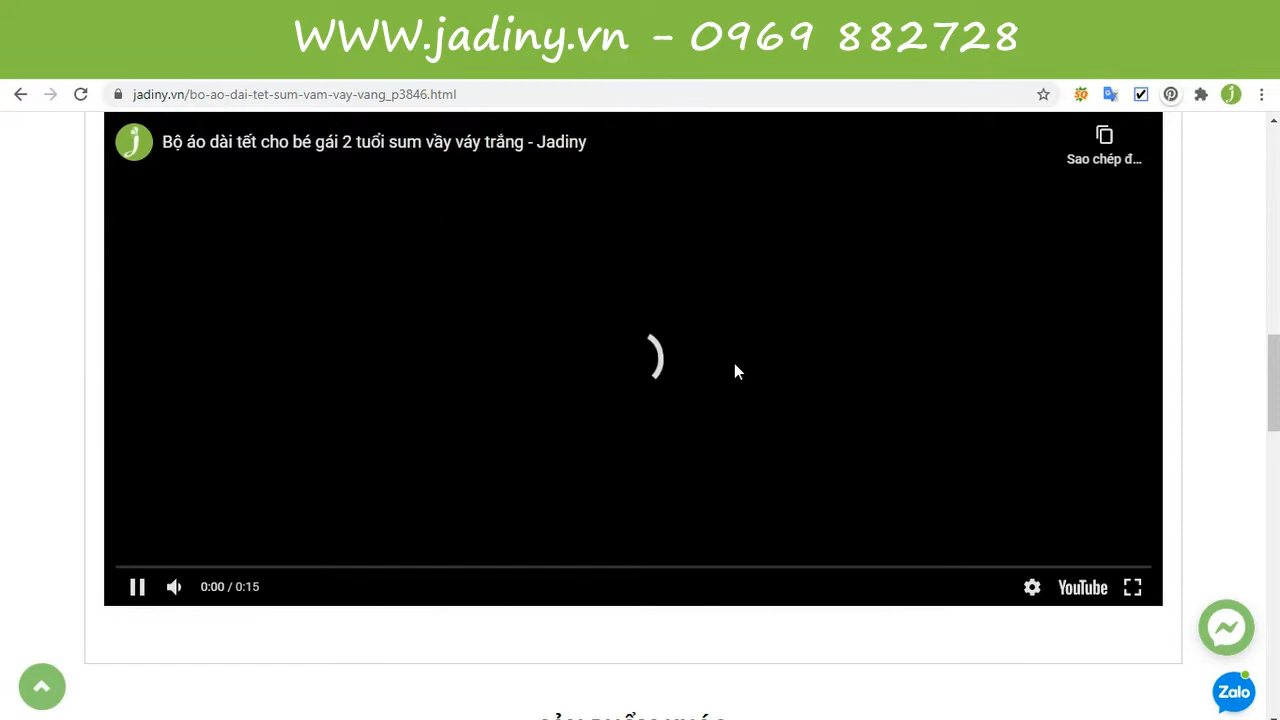 WWW.jadiny.vn - 0969 882728
jadiny.vn/bo-ao-dai-tet-sum-vam-vay-vang_p3846.html
Bộ áo dài tết cho bé gái 2 tuổi sum vầy váy trắng - Jadiny
Sao chép đ...
0:00 / 0:15
YouTube
Zalo